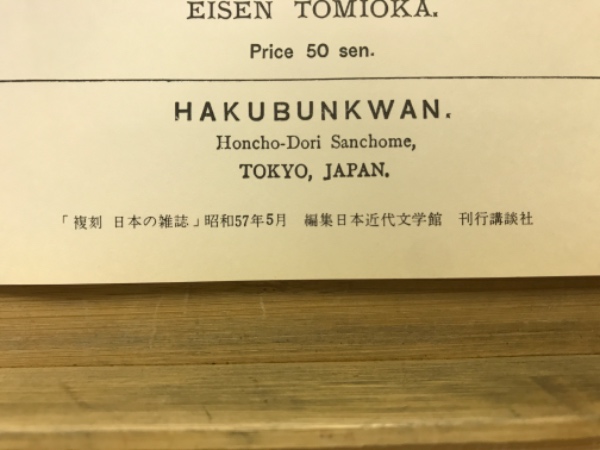 EISEN TOMIOKA.
Price 50 sen.
HAKUBUNKWAN.
Honcho-Dori Sanchome,
TOKYO, JAPAN.
「複刻 日本の雑誌」昭和57年5月 編集日本近代文学館 刊行講談社